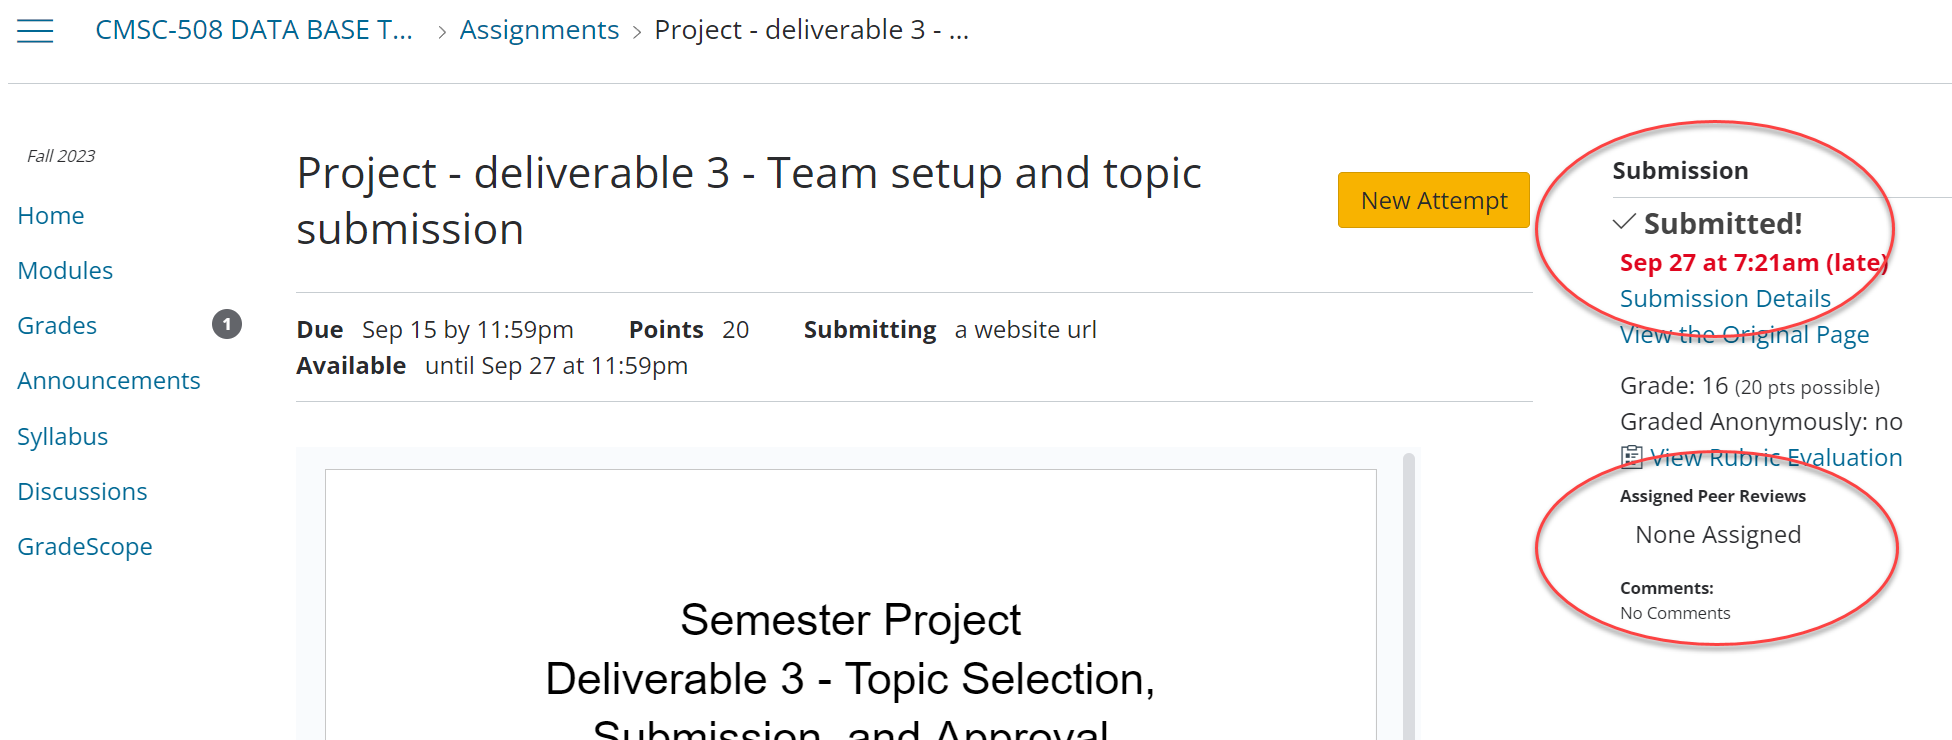 CMSC-508 DATA BASE T... > Assignments > Project - deliverable 3 - ...
Fall 2023
Home
Modules
Grades 1
Announcements
Syllabus
Discussions
GradeScope
Project - deliverable 3 - Team setup and topic
submission
New Attempt
Due Sep 15 by 11:59pm Points 20 Submitting a website url
Available until Sep 27 at 11:59pm
Semester Project
Deliverable 3 - Topic Selection,
Submission, and Approval
Submission
Submitted!
Sep 27 at 7:21am (late)
Submission Details
View the Original Page
Grade: 16 (20 pts possible)
Graded Anonymously: no
View Rubric Evaluation
Assigned Peer Reviews
None Assigned
Comments:
No Comments